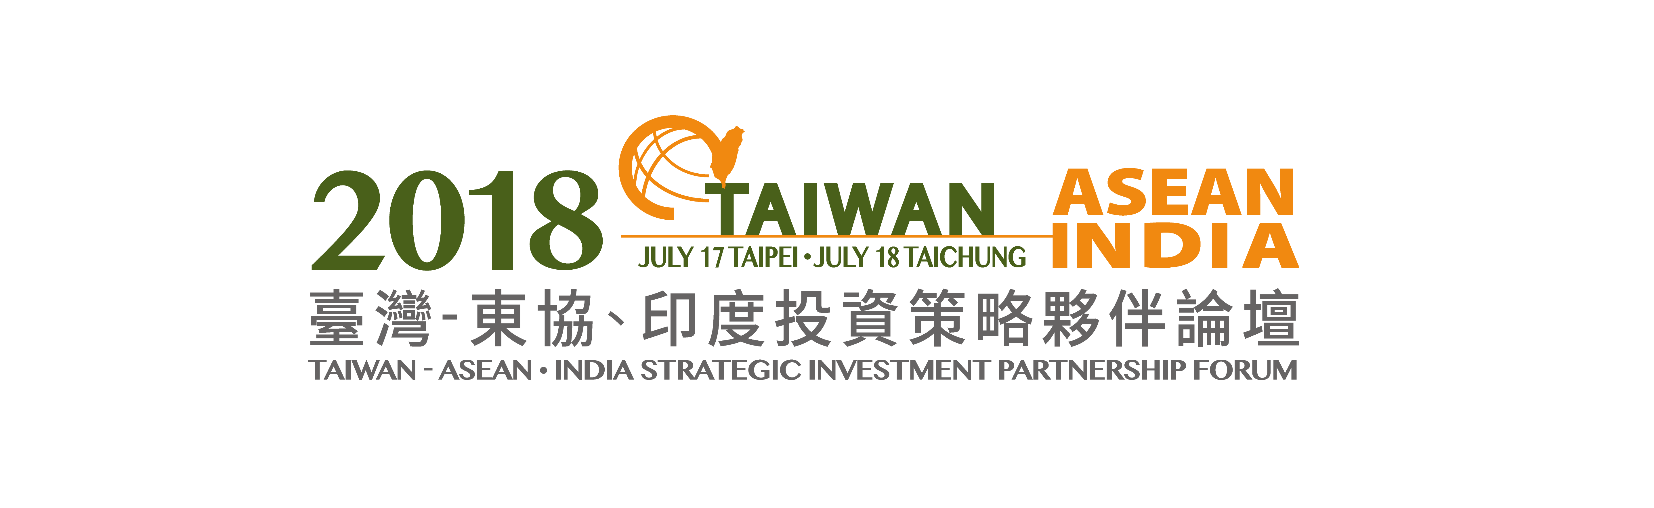 2018 TAIWAN ASEAN INDIA
JULY 17 TAIPEI • JULY 18 TAICHUNG
臺灣-東協、印度投資策略夥伴論壇
TAIWAN - ASEAN • INDIA STRATEGIC INVESTMENT PARTNERSHIP FORUM